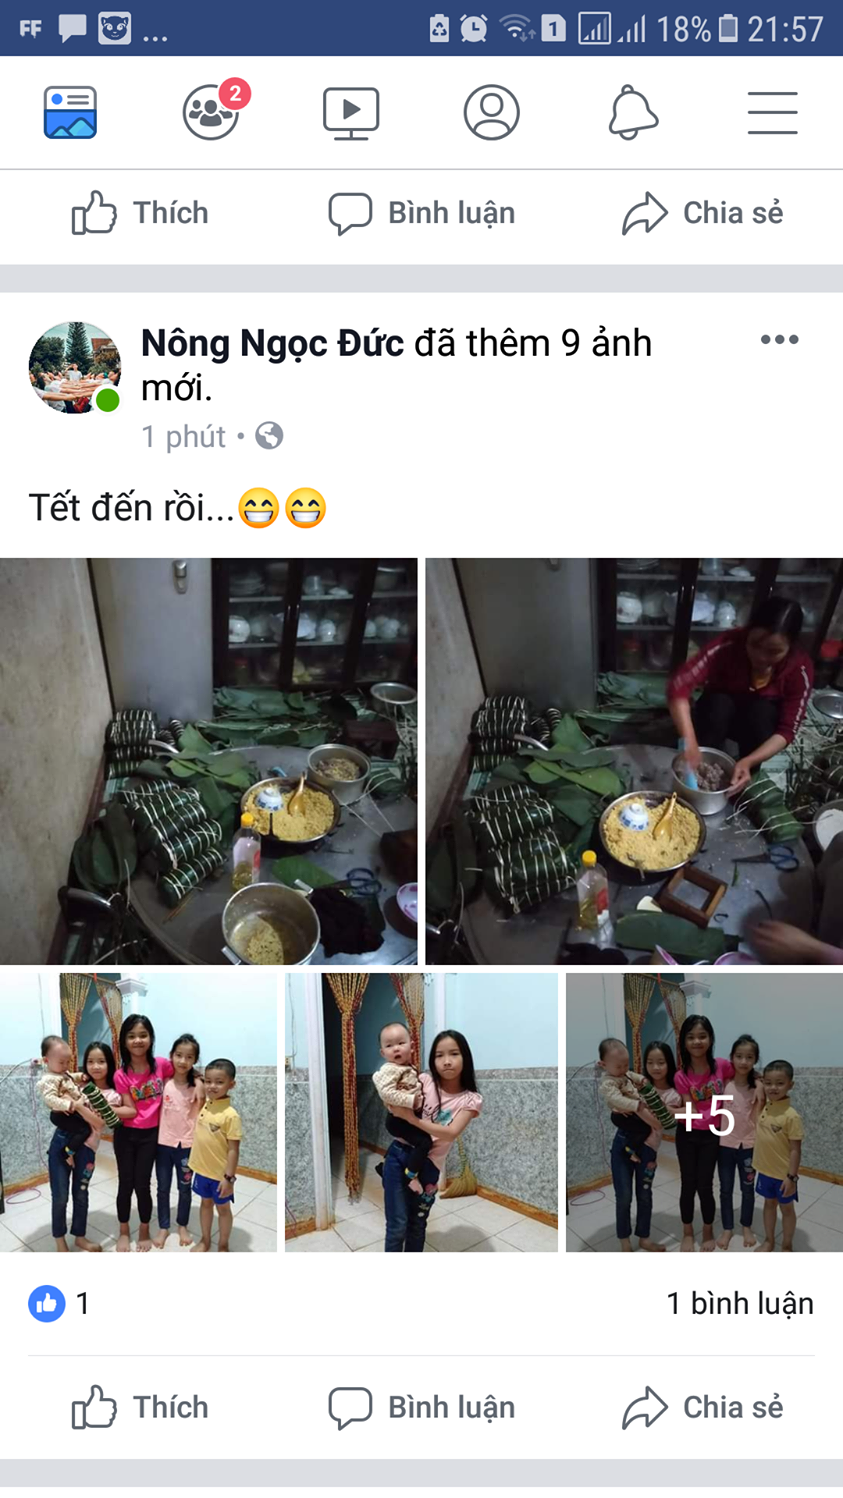 FF ... 1 18% 21:57
2
Thích Bình luận Chia sẻ
Nông Ngọc Đức đã thêm 9 ảnh
mới.
1 phút •
Tết đến rồi...😁😁
+5
1 1 bình luận
Thích Bình luận Chia sẻ